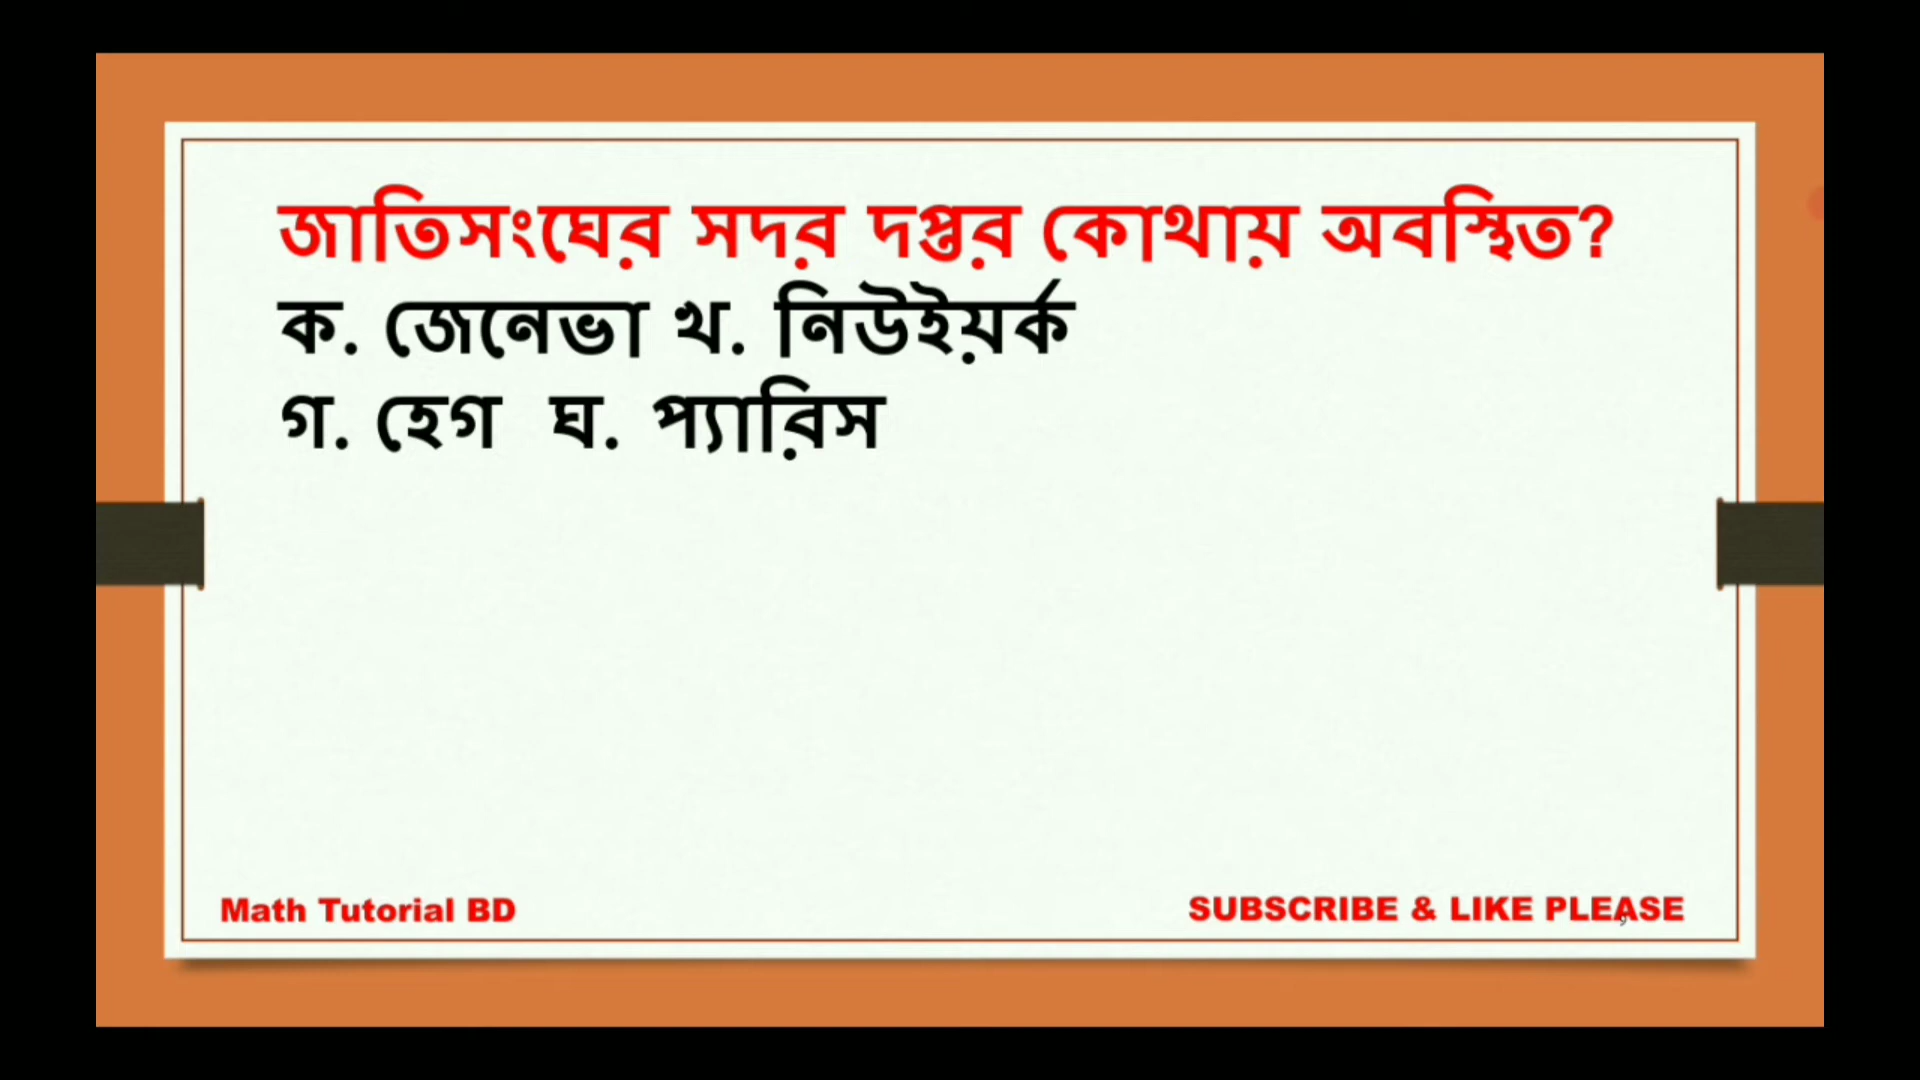 জাতিসংঘের সদর দপ্তর কোথায় অবস্থিত?
ক. জেনেভা খ. নিউইয়র্ক
গ. হেগ ঘ. প্যারিস
Math Tutorial BD
SUBSCRIBE & LIKE PLEASE